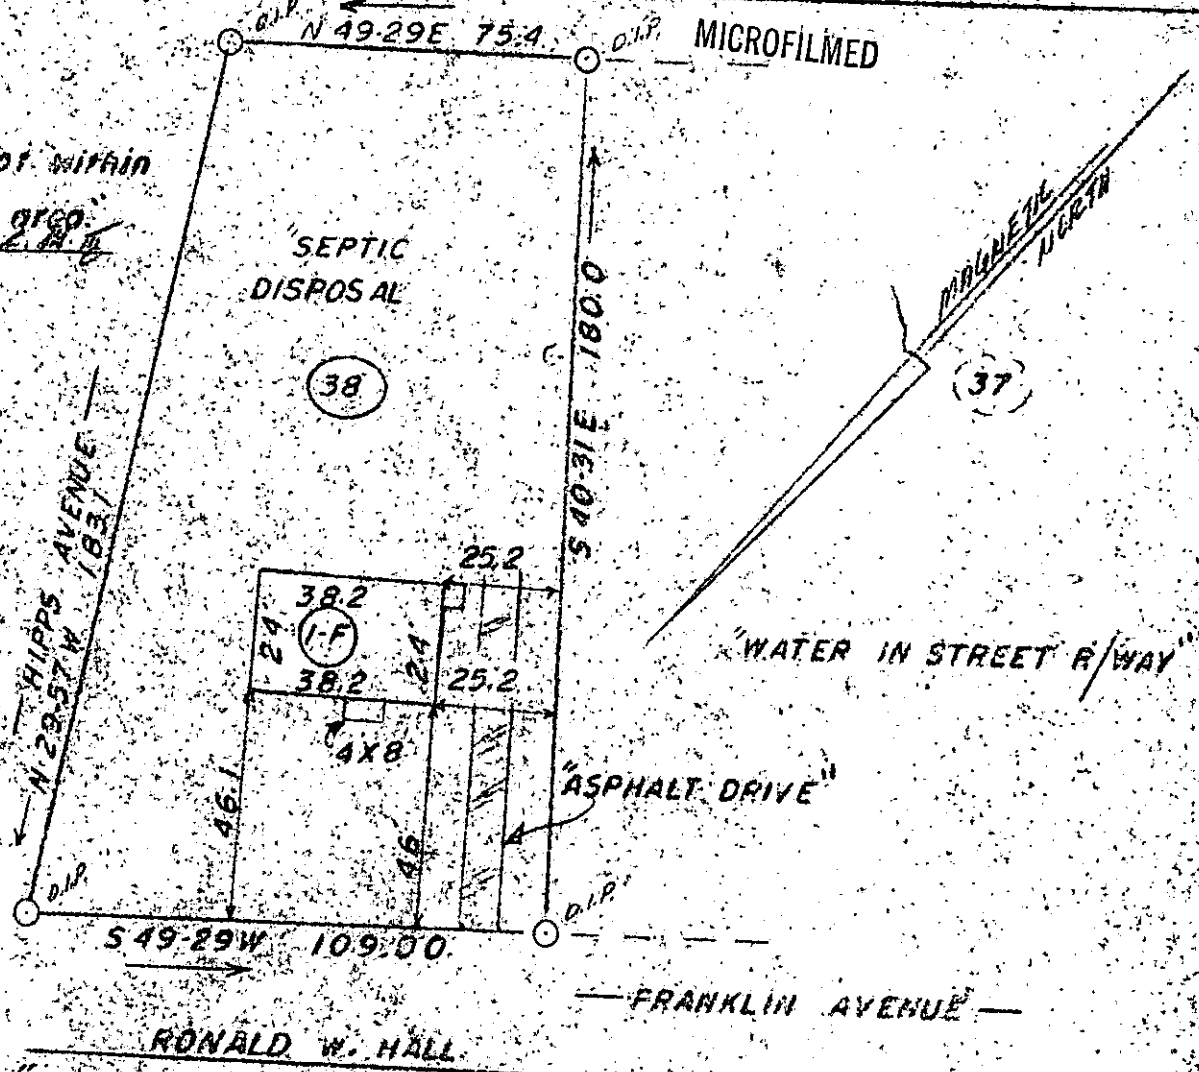 O.I.P.
N 49-29E 75.4
O.I.P.
MICROFILMED
within
area."
"SEPTIC
DISPOSAL
MAGNETIC
NORTH
38
37
S 40-31E 180.0
— HIPPS AVENUE —
N 29-57W 183.1
25.2
38.2
24
1-F
24
38.2
25.2
4X8
"WATER IN STREET R/WAY"
"ASPHALT DRIVE"
46.1
46
O.I.P.
O.I.P.
S 49-29W 109.00
— FRANKLIN AVENUE —
RONALD W. HALL